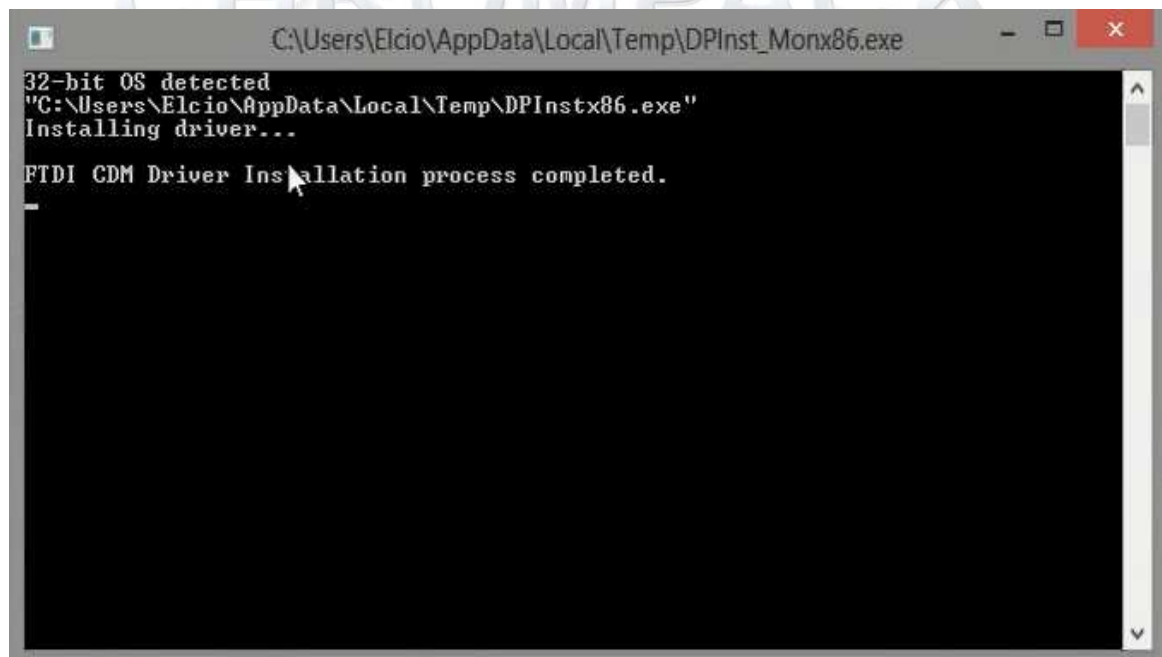 C:\Users\Elcio\AppData\Local\Temp\DPInst_Monx86.exe
32-bit OS detected
"C:\Users\Elcio\AppData\Local\Temp\DPInstx86.exe"
Installing driver...
FTDI CDM Driver Installation process completed.